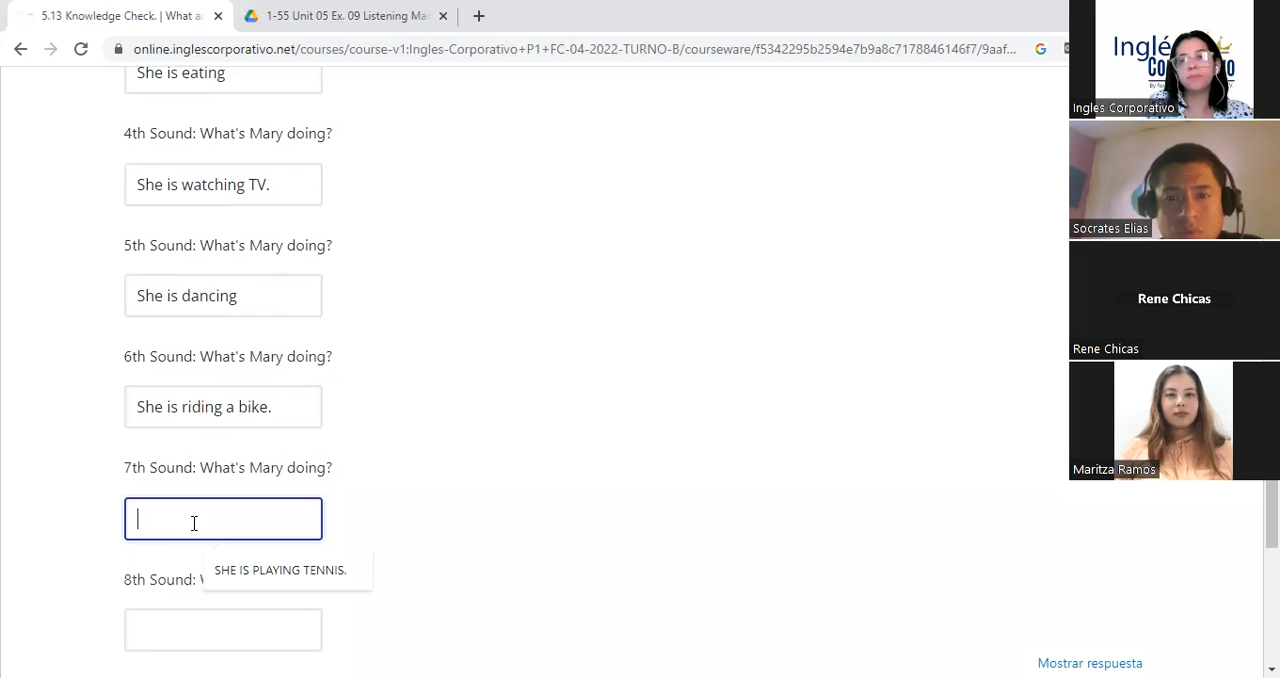 5.13 Knowledge Check. | What a
1-55 Unit 05 Ex. 09 Listening Ma
online.inglescorporativo.net/courses/course-v1:Ingles-Corporativo+P1+FC-04-2022-TURNO-B/courseware/f5342295b2594e7b9a8c7178846146f7/9aaf...
She is eating
4th Sound: What's Mary doing?
She is watching TV.
5th Sound: What's Mary doing?
She is dancing
6th Sound: What's Mary doing?
She is riding a bike.
7th Sound: What's Mary doing?
SHE IS PLAYING TENNIS.
8th Sound:
Mostrar respuesta
Ingles Corporativo
Socrates Elias
Rene Chicas
Rene Chicas
Maritza Ramos